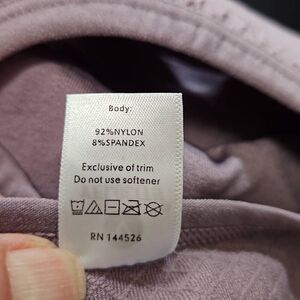 Body:
92%NYLON
8%SPANDEX
Exclusive of trim
Do not use softener
RN 144526